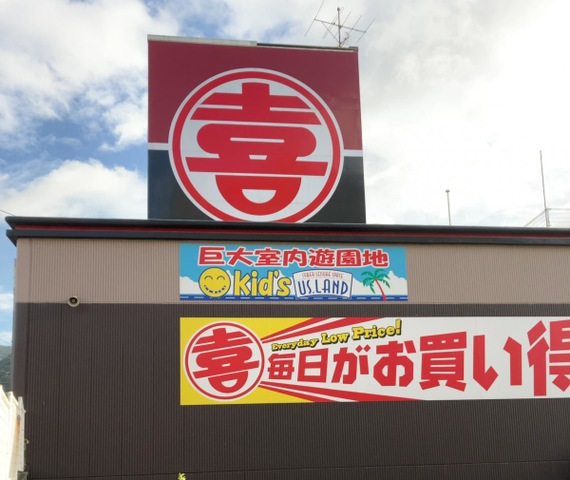 喜
巨大室内遊園地
kid's U.S.LAND
喜
Everyday Low Price!
毎日がお買い得